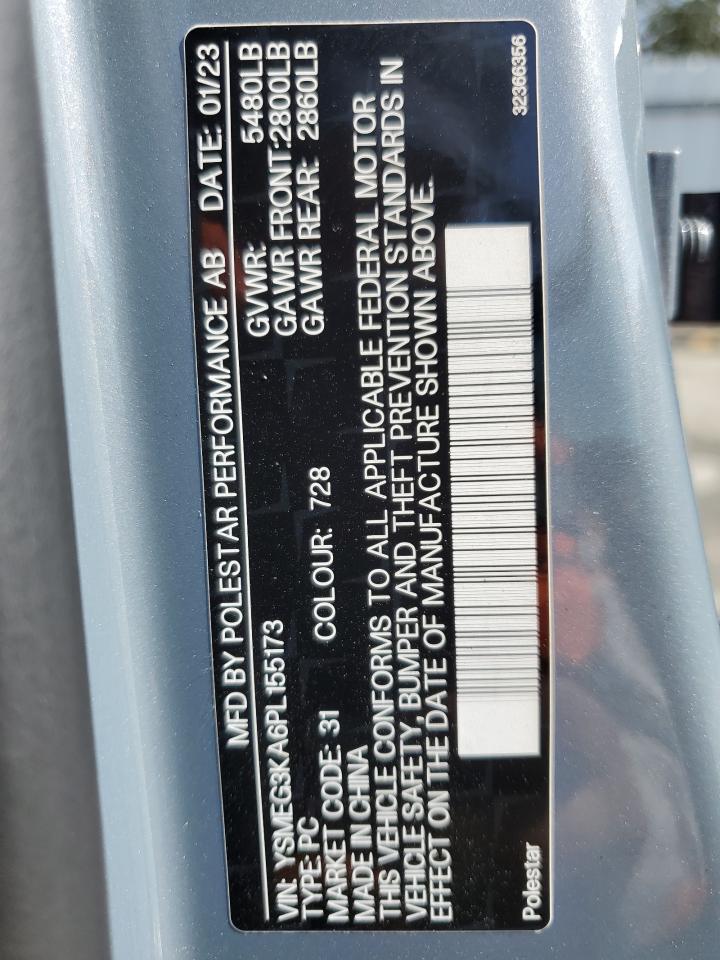 MFD BY POLESTAR PERFORMANCE AB DATE: 01/23
VIN: YSMEG3KA6PL155173 GVWR: 5480LB
TYPE: PC GAWR FRONT:2800LB
MARKET CODE: 31 COLOUR: 728 GAWR REAR: 2860LB
MADE IN CHINA
THIS VEHICLE CONFORMS TO ALL APPLICABLE FEDERAL MOTOR
VEHICLE SAFETY, BUMPER AND THEFT PREVENTION STANDARDS IN
EFFECT ON THE DATE OF MANUFACTURE SHOWN ABOVE.
Polestar 32366356